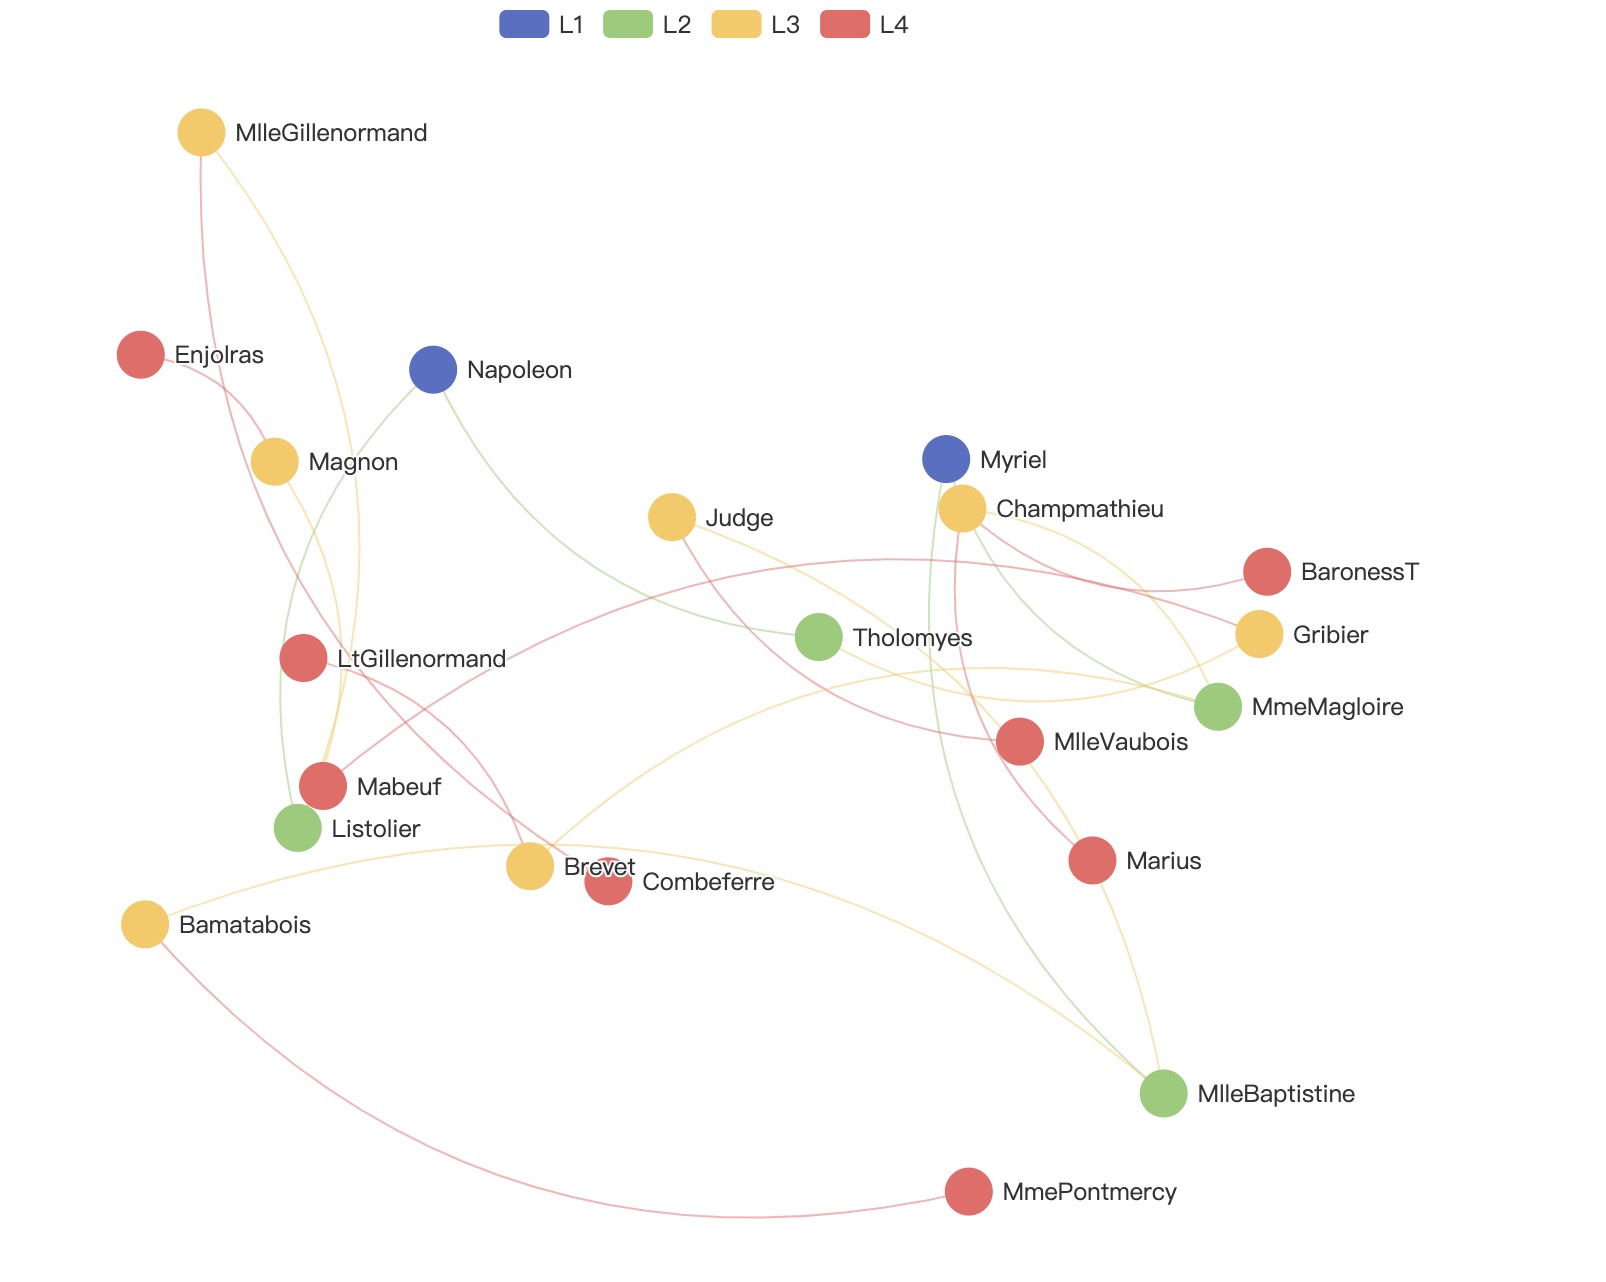 L1 L2 L3 L4
MlleGillenormand
Enjolras
Napoleon
Magnon
Myriel
Champmathieu
Judge
BaronessT
Gribier
Tholomyes
LtGillenormand
MmeMagloire
MlleVaubois
Mabeuf
Listolier
Marius
Brevet
Combeferre
Bamatabois
MlleBaptistine
MmePontmercy